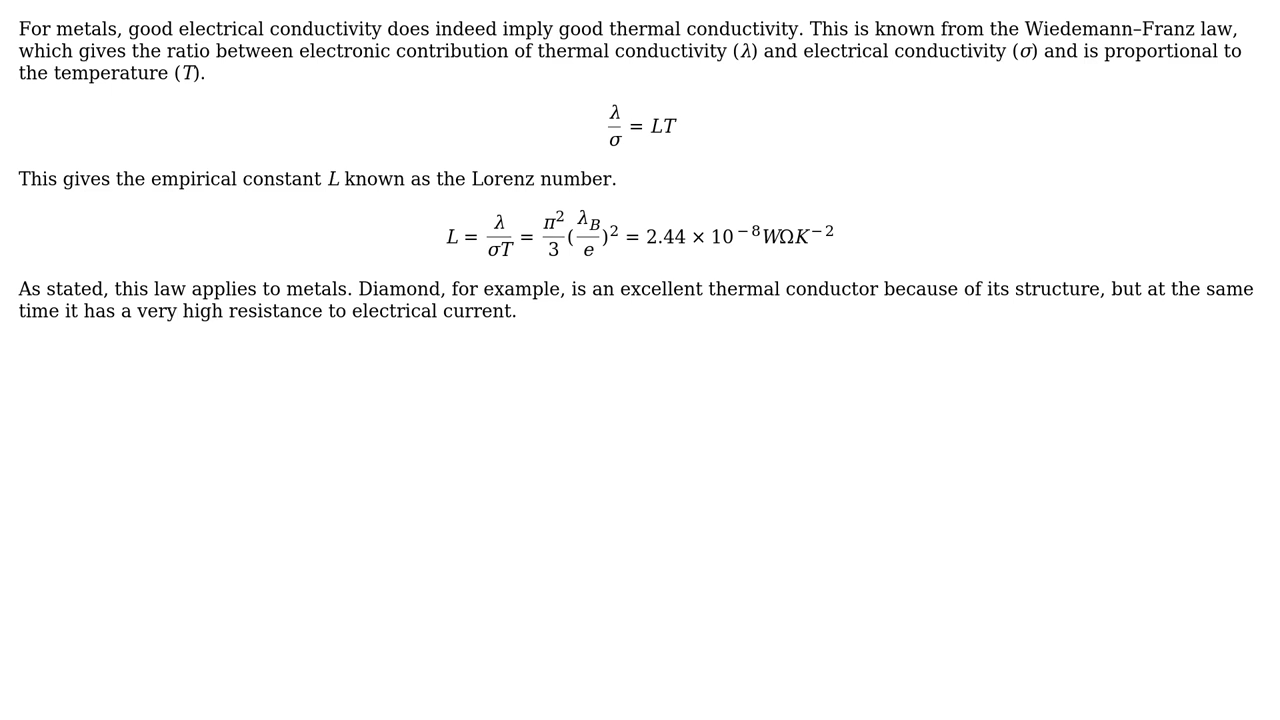 For metals, good electrical conductivity does indeed imply good thermal conductivity. This is known from the Wiedemann–Franz law,
which gives the ratio between electronic contribution of thermal conductivity (λ) and electrical conductivity (σ) and is proportional to
the temperature (T).
λ/σ = LT
This gives the empirical constant L known as the Lorenz number.
L = λ/σT = π²/3 (λ_B/e)² = 2.44 × 10⁻⁸WΩK⁻²
As stated, this law applies to metals. Diamond, for example, is an excellent thermal conductor because of its structure, but at the same
time it has a very high resistance to electrical current.